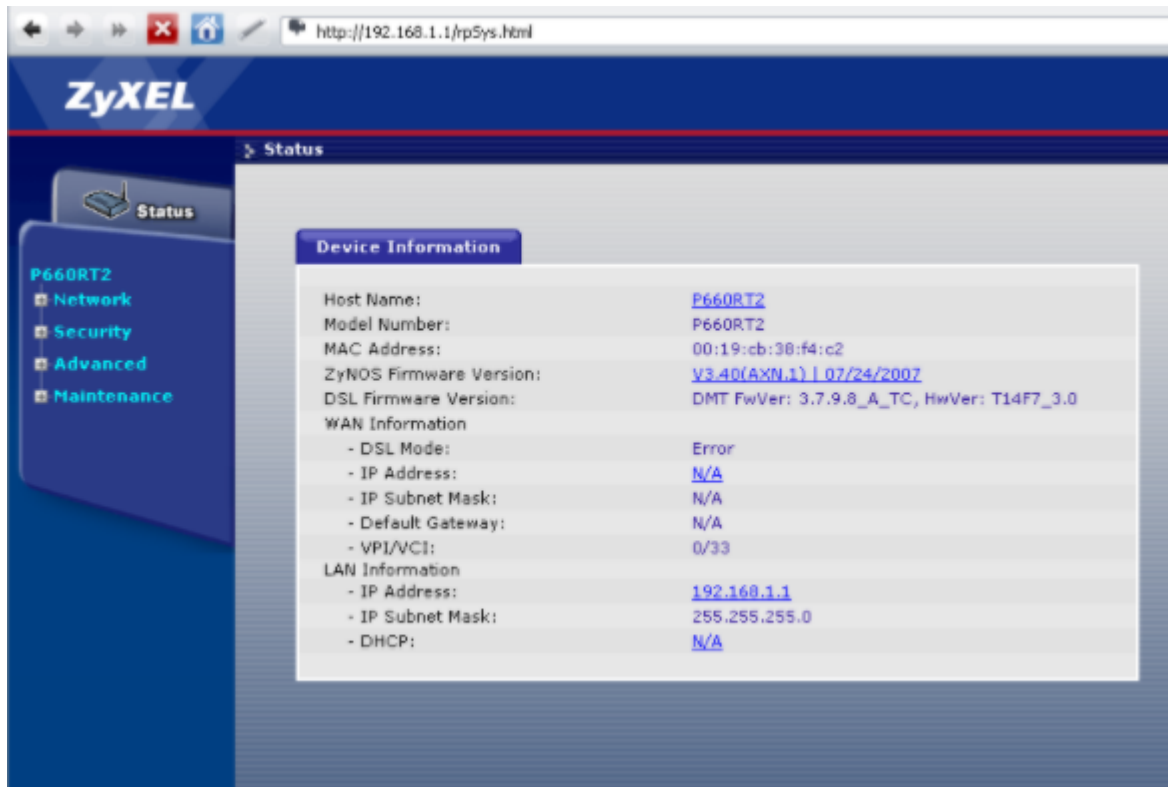 http://192.168.1.1/rpSys.html
ZyXEL
Status
Status
P660RT2
Network
Security
Advanced
Maintenance
Device Information
Host Name: P660RT2
Model Number: P660RT2
MAC Address: 00:19:cb:38:f4:c2
ZyNOS Firmware Version: V3.40(AXN.1) | 07/24/2007
DSL Firmware Version: DMT FwVer: 3.7.9.8_A_TC, HwVer: T14F7_3.0
WAN Information
- DSL Mode: Error
- IP Address: N/A
- IP Subnet Mask: N/A
- Default Gateway: N/A
- VPI/VCI: 0/33
LAN Information
- IP Address: 192.168.1.1
- IP Subnet Mask: 255.255.255.0
- DHCP: N/A